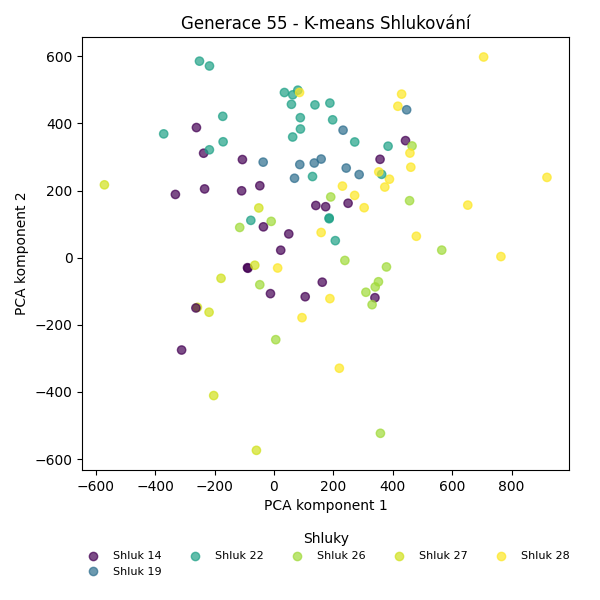 Generace 55 - K-means Shlukování
PCA komponent 2
600
400
200
0
−200
−400
−600
−600 −400 −200 0 200 400 600 800
PCA komponent 1
Shluky
Shluk 14 Shluk 22 Shluk 26 Shluk 27 Shluk 28
Shluk 19